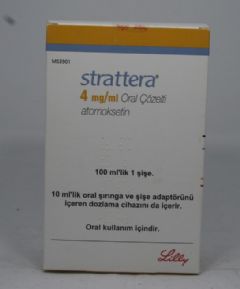 MS3901
strattera®
4 mg/ml Oral Çözelti
atomoksetin
100 ml'lik 1 şişe.
10 ml'lik oral şırınga ve şişe adaptörünü
içeren dozlama cihazını da içerir.
Oral kullanım içindir.
Lilly